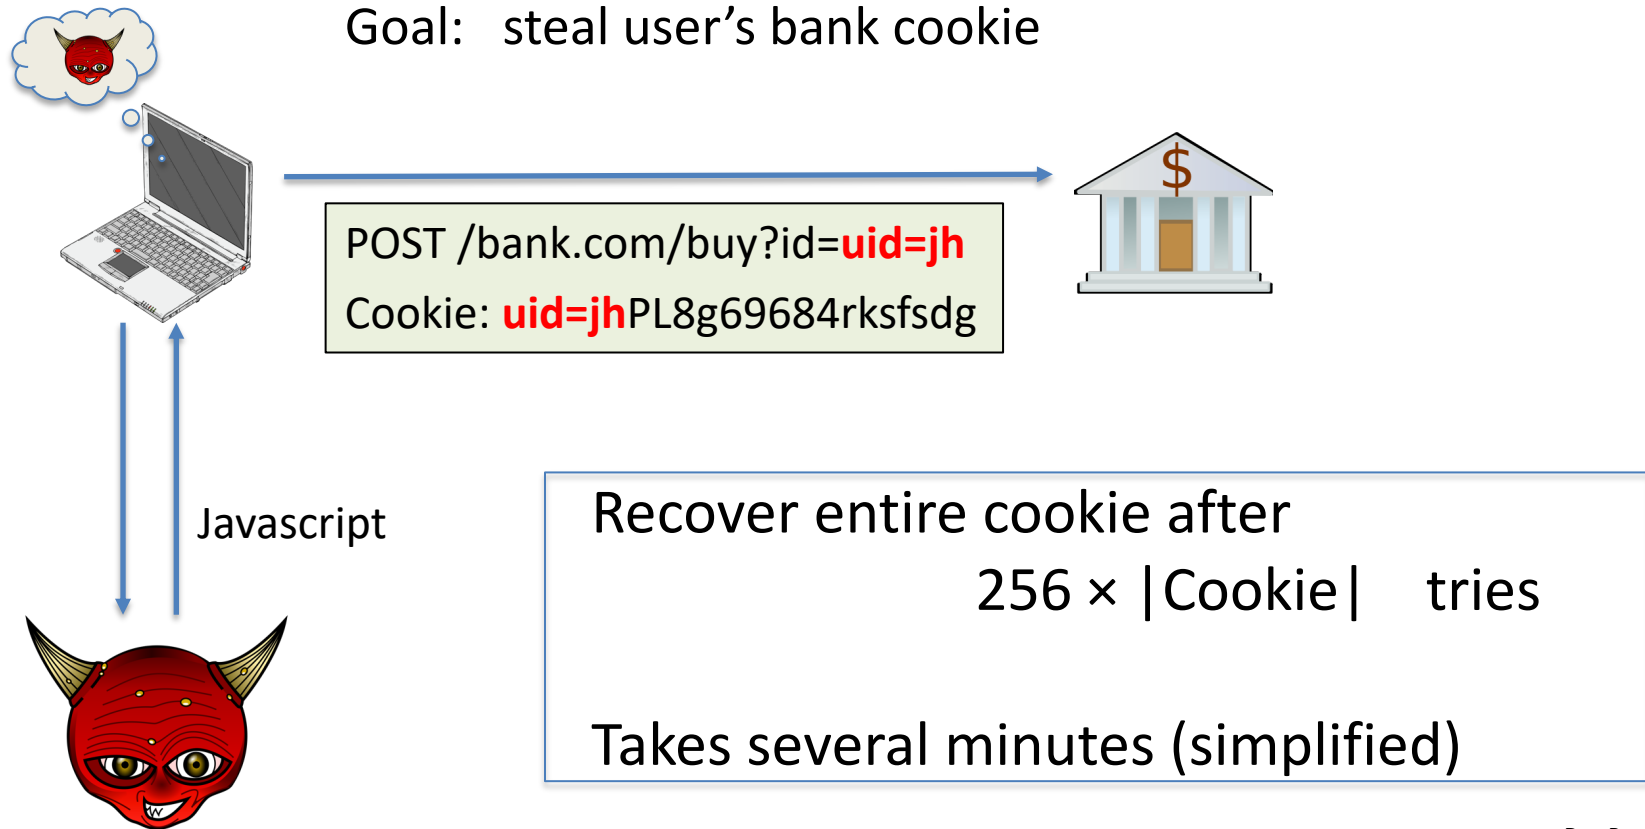 Goal: steal user’s bank cookie
$
POST /bank.com/buy?id=uid=jh
Cookie: uid=jhPL8g69684rksfsdg
Javascript
Recover entire cookie after
256 × |Cookie| tries
Takes several minutes (simplified)